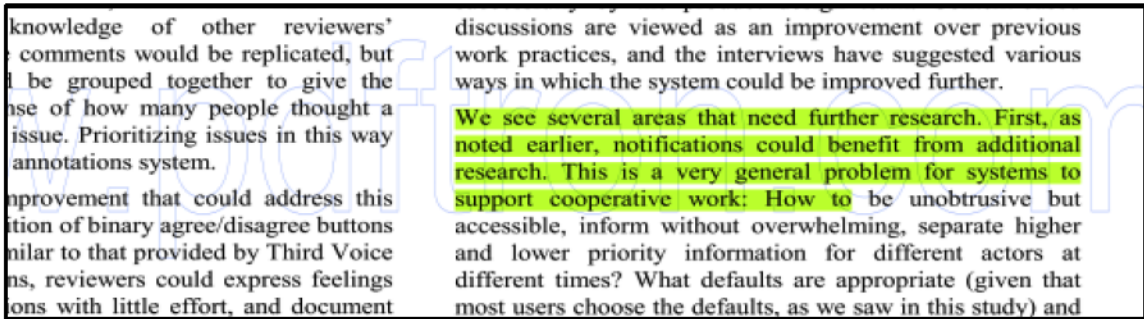 knowledge of other reviewers'
comments would be replicated, but
be grouped together to give the
se of how many people thought a
issue. Prioritizing issues in this way
annotations system.
provement that could address this
ition of binary agree/disagree buttons
milar to that provided by Third Voice
ns, reviewers could express feelings
ions with little effort, and document
discussions are viewed as an improvement over previous
work practices, and the interviews have suggested various
ways in which the system could be improved further.
We see several areas that need further research. First, as
noted earlier, notifications could benefit from additional
research. This is a very general problem for systems to
support cooperative work: How to be unobtrusive but
accessible, inform without overwhelming, separate higher
and lower priority information for different actors at
different times? What defaults are appropriate (given that
most users choose the defaults, as we saw in this study) and
w.pdftron.com